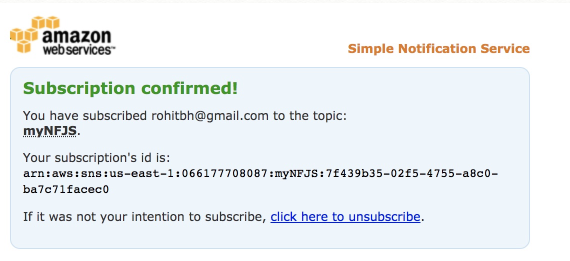 amazon
webservices™
Simple Notification Service
Subscription confirmed!
You have subscribed rohitbh@gmail.com to the topic:
myNFJS.
Your subscription's id is:
arn:aws:sns:us-east-1:066177708087:myNFJS:7f439b35-02f5-4755-a8c0-
ba7c71facec0
If it was not your intention to subscribe, click here to unsubscribe.